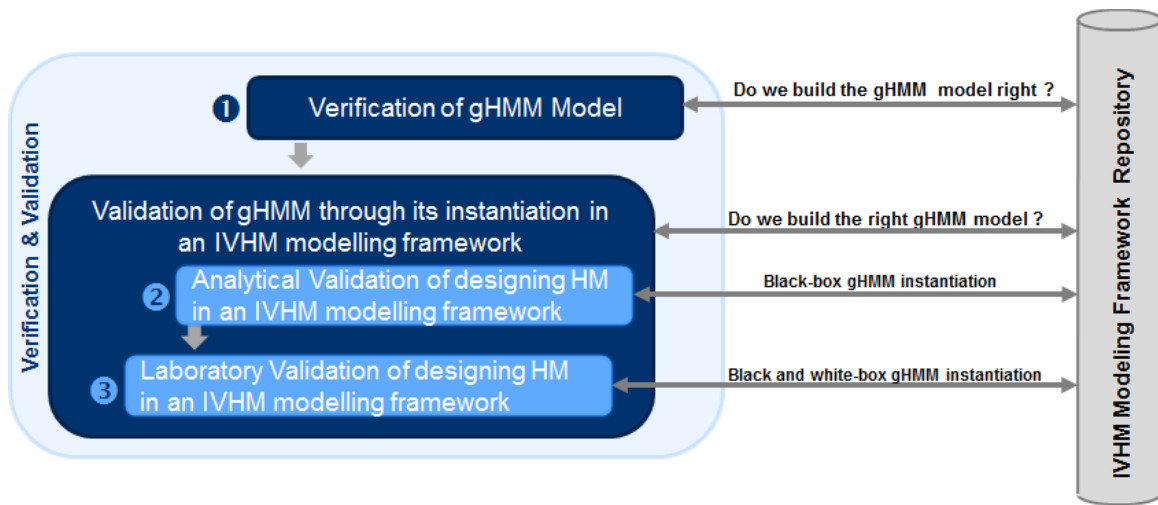 Verification & Validation
❶
Verification of gHMM Model
Do we build the gHMM model right ?
Validation of gHMM through its instantiation in
an IVHM modelling framework
Do we build the right gHMM model ?
❷
Analytical Validation of designing HM
in an IVHM modelling framework
Black-box gHMM instantiation
❸
Laboratory Validation of designing HM
in an IVHM modelling framework
Black and white-box gHMM instantiation
IVHM Modeling Framework Repository